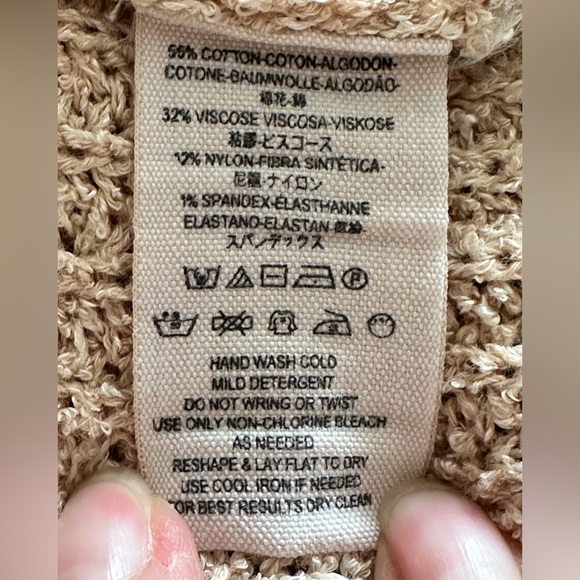 55% COTTON-COTON-ALGODON-
COTONE-BAUMWOLLE-ALGODÃO-
棉花-綿
32% VISCOSE VISCOSA-VISKOSE
粘膠-ビスコース
12% NYLON-FIBRA SINTÉTICA-
尼龍-ナイロン
1% SPANDEX-ÉLASTHANNE
ELASTANO-ELASTAN
スパンデックス
HAND WASH COLD
MILD DETERGENT
DO NOT WRING OR TWIST
USE ONLY NON-CHLORINE BLEACH
AS NEEDED
RESHAPE & LAY FLAT TO DRY
USE COOL IRON IF NEEDED
FOR BEST RESULTS DRY CLEAN